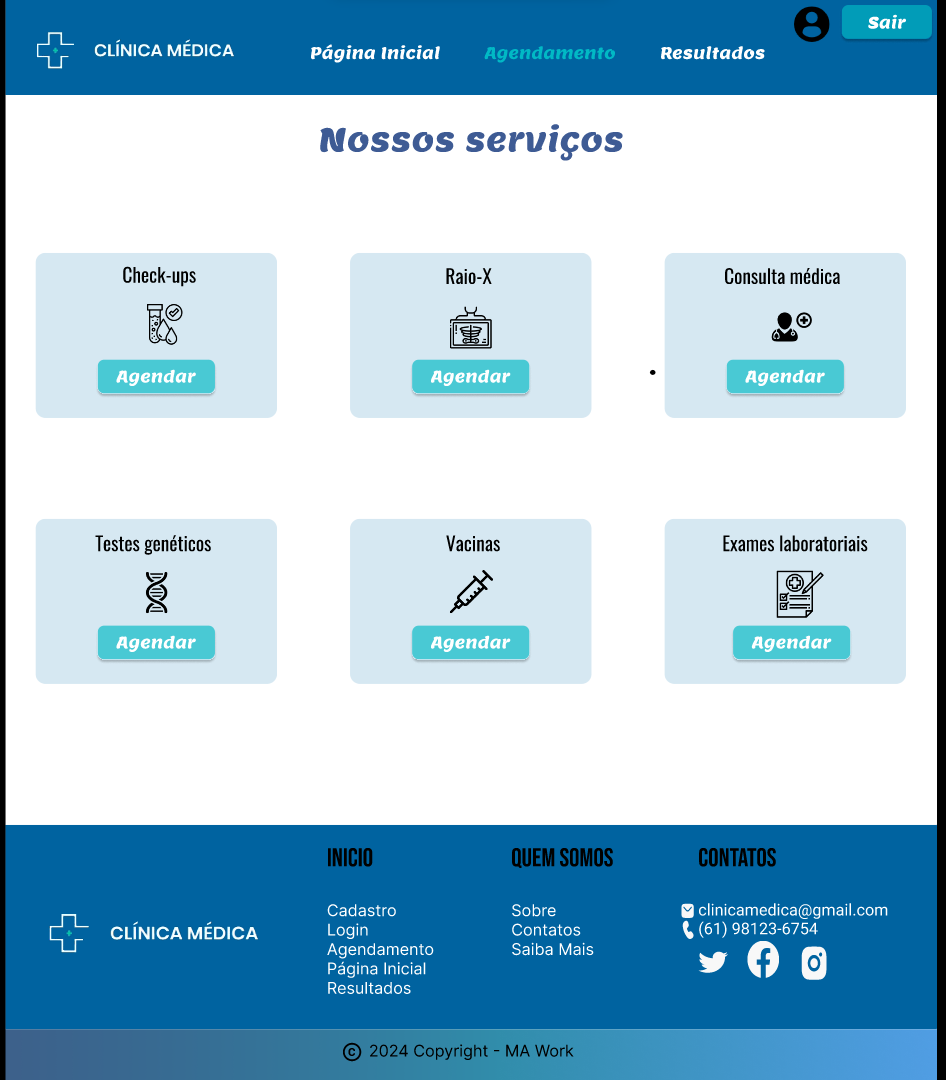 CLÍNICA MÉDICA
Página Inicial
Agendamento
Resultados
Sair
Nossos serviços
Check-ups
Agendar
Raio-X
Agendar
Consulta médica
Agendar
Testes genéticos
Agendar
Vacinas
Agendar
Exames laboratoriais
Agendar
CLÍNICA MÉDICA
INICIO
Cadastro
Login
Agendamento
Página Inicial
Resultados
QUEM SOMOS
Sobre
Contatos
Saiba Mais
CONTATOS
clinicamedica@gmail.com
(61) 98123-6754
© 2024 Copyright - MA Work